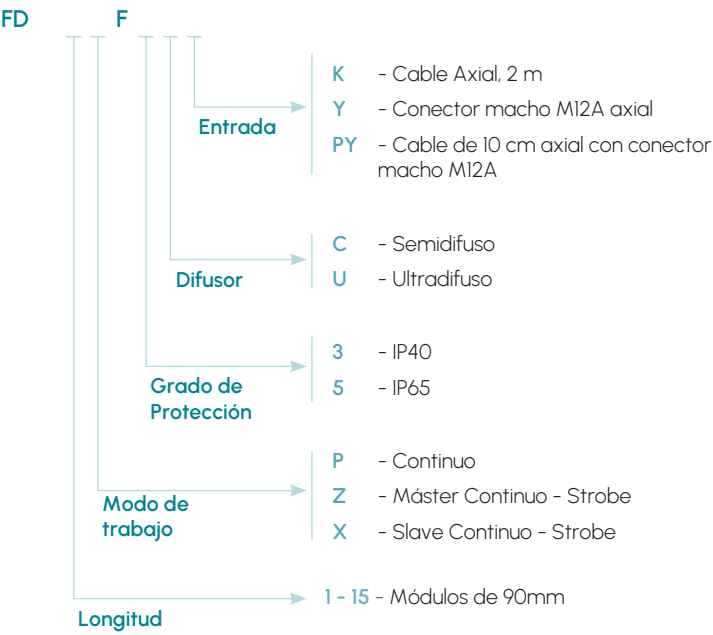 FD F
K - Cable Axial, 2 m
Y - Conector macho M12A axial
Entrada
PY - Cable de 10 cm axial con conector
macho M12A
C - Semidifuso
Difusor
U - Ultradifuso
3 - IP40
Grado de
Protección
5 - IP65
P - Continuo
Modo de
trabajo
Z - Máster Continuo - Strobe
X - Slave Continuo - Strobe
1 - 15 - Módulos de 90mm
Longitud